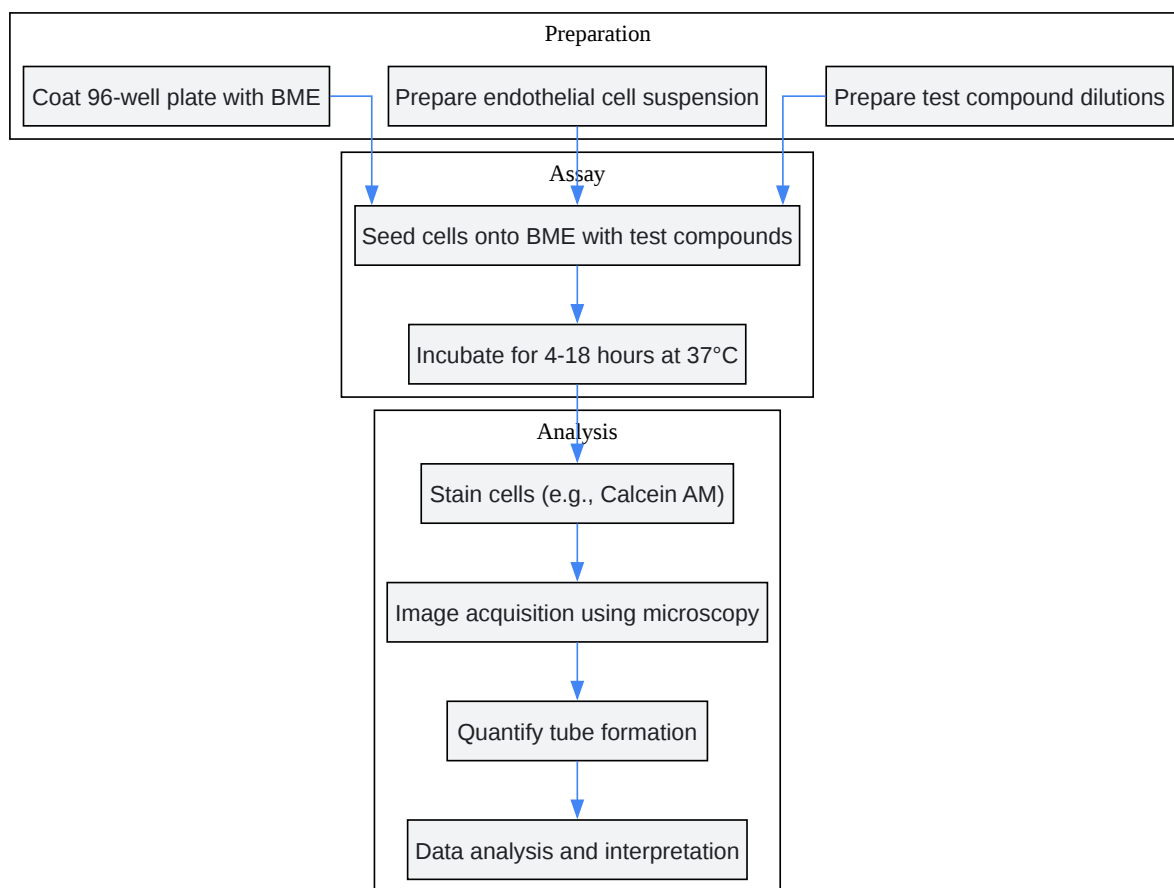 Preparation
Coat 96-well plate with BME
Prepare endothelial cell suspension
Prepare test compound dilutions
Assay
Seed cells onto BME with test compounds
Incubate for 4-18 hours at 37°C
Analysis
Stain cells (e.g., Calcein AM)
Image acquisition using microscopy
Quantify tube formation
Data analysis and interpretation